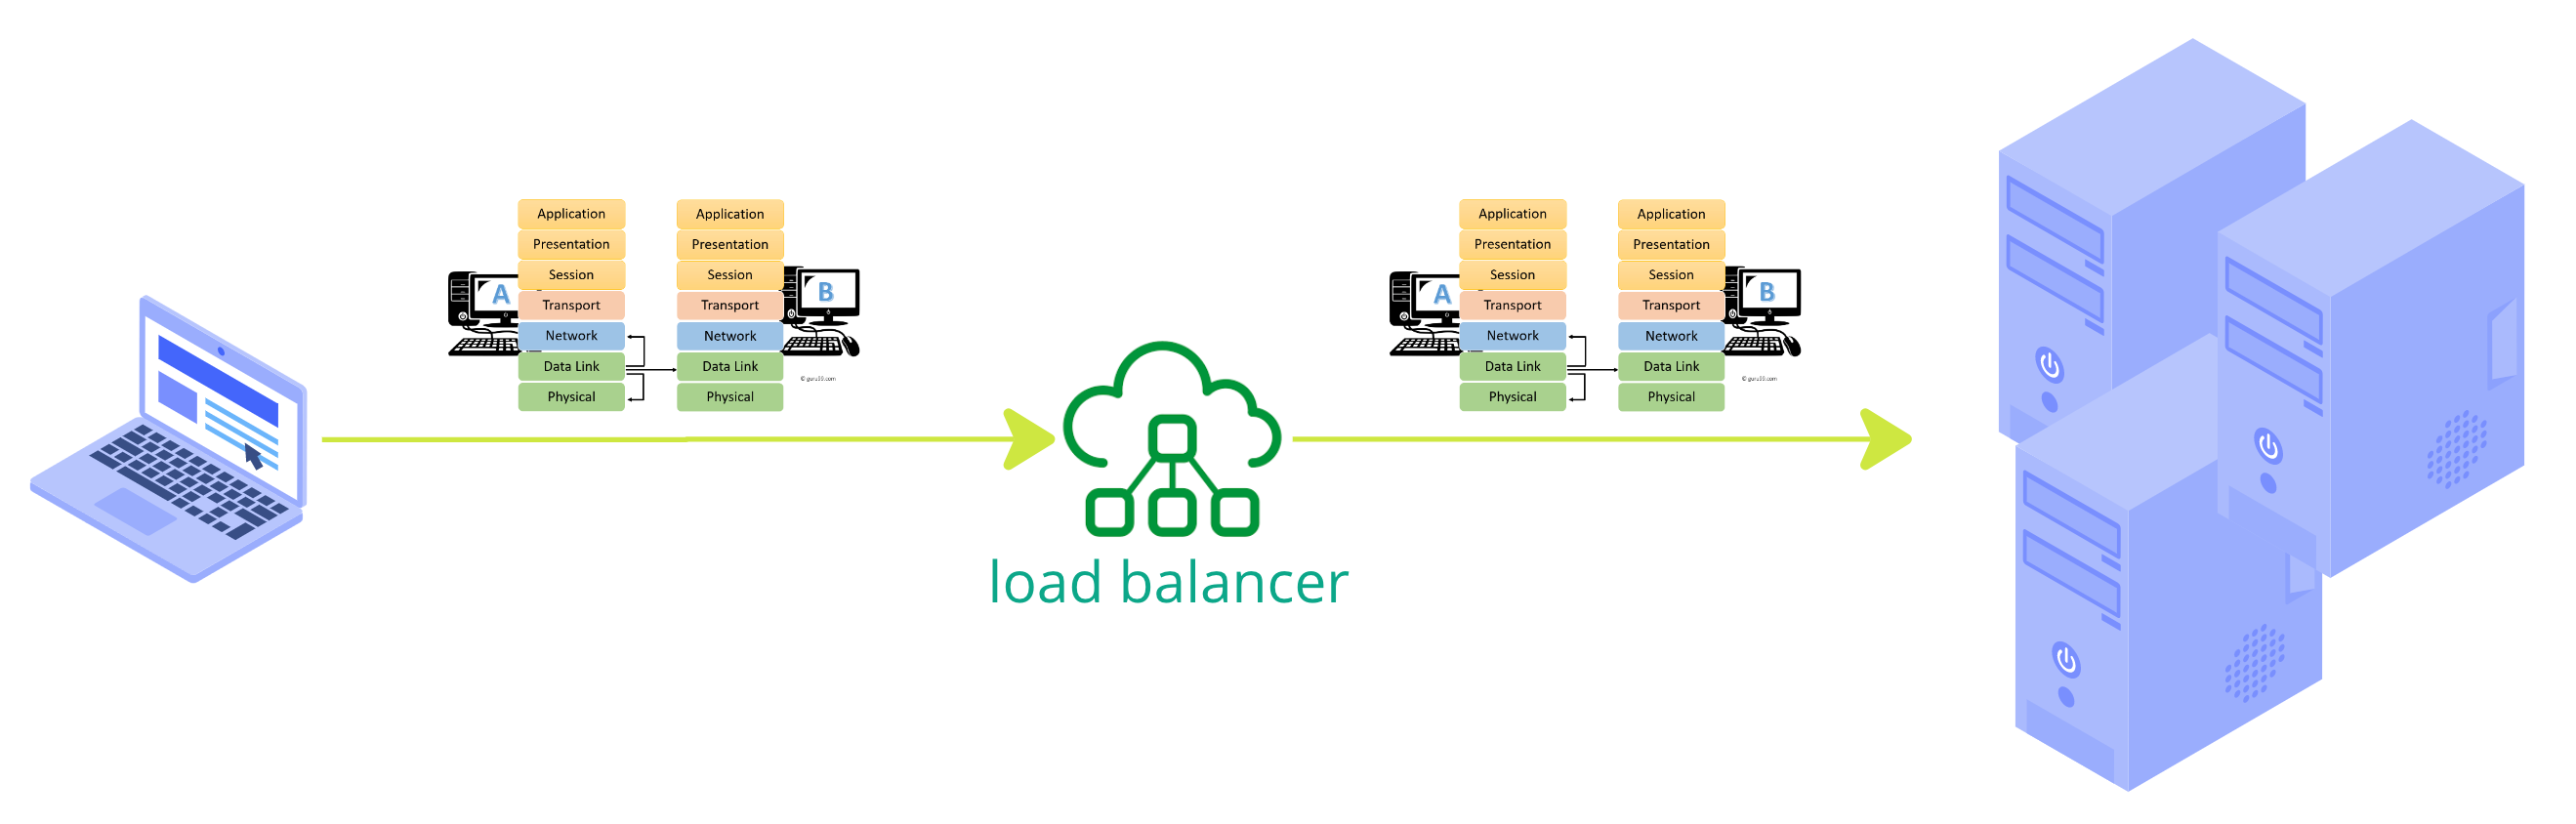 Application
Presentation
Session
Transport
Network
Data Link
Physical
A
Application
Presentation
Session
Transport
Network
Data Link
Physical
B
© guru99.com
load balancer
Application
Presentation
Session
Transport
Network
Data Link
Physical
A
Application
Presentation
Session
Transport
Network
Data Link
Physical
B
© guru99.com